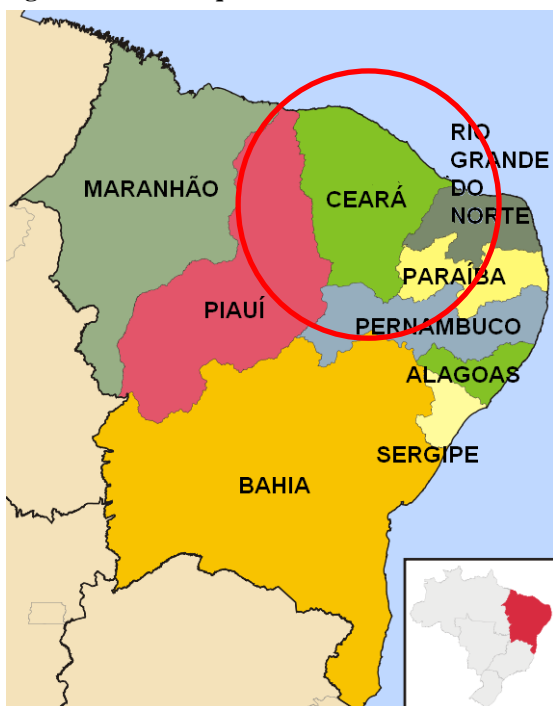 RIO
GRANDE
DO
NORTE
MARANHÃO
CEARÁ
PARAÍBA
PIAUÍ
PERNAMBUCO
ALAGOAS
SERGIPE
BAHIA